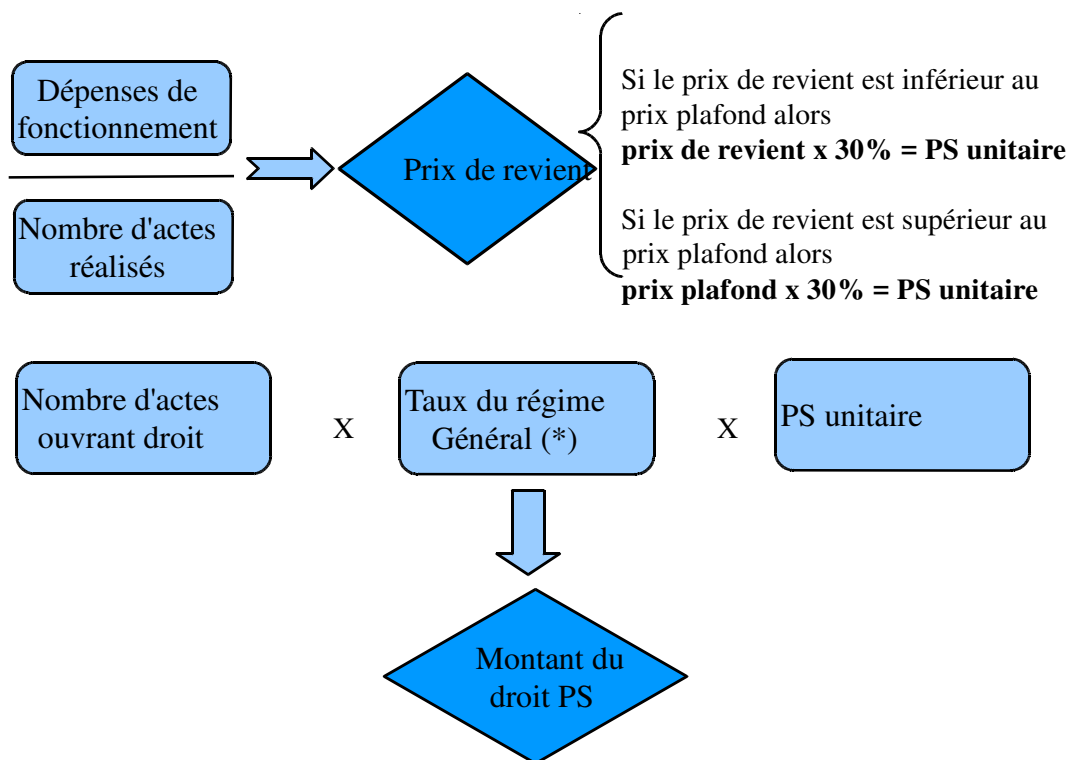 Dépenses de
fonctionnement
Nombre d'actes
réalisés
Prix de revient
Si le prix de revient est inférieur au
prix plafond alors
prix de revient x 30% = PS unitaire
Si le prix de revient est supérieur au
prix plafond alors
prix plafond x 30% = PS unitaire
Nombre d'actes
ouvrant droit
X
Taux du régime
Général (*)
X
PS unitaire
Montant du
droit PS